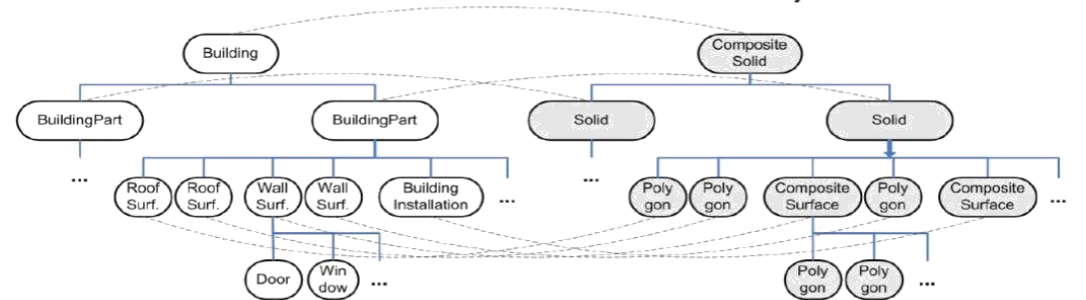 Building
Composite
Solid
BuildingPart
BuildingPart
Solid
Solid
...
Roof
Surf.
Roof
Surf.
Wall
Surf.
Wall
Surf.
Building
Installation
...
...
Poly
gon
Poly
gon
Composite
Surface
Poly
gon
Composite
Surface
...
Door
Win
dow
...
Poly
gon
Poly
gon
...